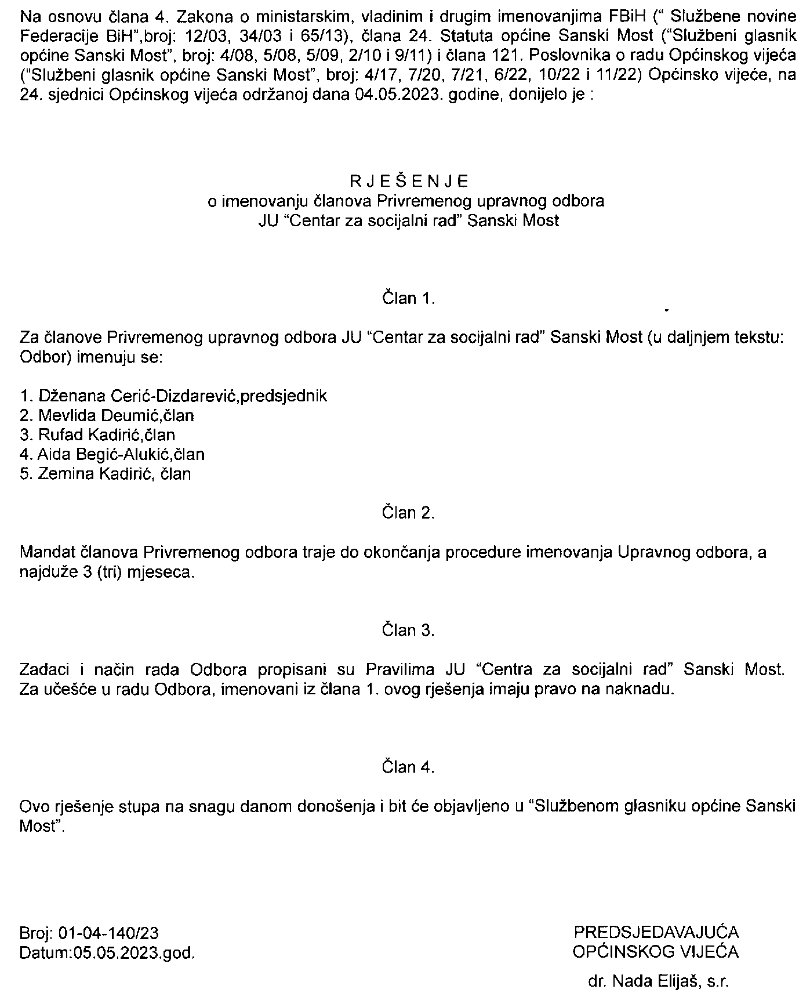 Na osnovu člana 4. Zakona o ministarskim, vladinim i drugim imenovanjima FBiH (“ Službene novine
Federacije BiH”,broj: 12/03, 34/03 i 65/13), člana 24. Statuta općine Sanski Most (“Službeni glasnik
općine Sanski Most”, broj: 4/08, 5/08, 5/09, 2/10 i 9/11) i člana 121. Poslovnika o radu Općinskog vijeća
("Službeni glasnik općine Sanski Most”, broj: 4/17, 7/20, 7/21, 6/22, 10/22 i 11/22) Općinsko vijeće, na
24. sjednici Općinskog vijeća održanoj dana 04.05.2023. godine, donijelo je :
R J E Š E N J E
o imenovanju članova Privremenog upravnog odbora
JU “Centar za socijalni rad” Sanski Most
Član 1.
Za članove Privremenog upravnog odbora JU “Centar za socijalni rad” Sanski Most (u daljnjem tekstu:
Odbor) imenuju se:
1. Dženana Cerić-Dizdarević,predsjednik
2. Mevlida Deumić,član
3. Rufad Kadirić,član
4. Aida Begić-Alukić,član
5. Zemina Kadirić, član
Član 2.
Mandat članova Privremenog odbora traje do okončanja procedure imenovanja Upravnog odbora, a
najduže 3 (tri) mjeseca.
Član 3.
Zadaci i način rada Odbora propisani su Pravilima JU “Centra za socijalni rad” Sanski Most.
Za učešće u radu Odbora, imenovani iz člana 1. ovog rješenja imaju pravo na naknadu.
Član 4.
Ovo rješenje stupa na snagu danom donošenja i bit će objavljeno u “Službenom glasniku općine Sanski
Most”.
Broj: 01-04-140/23
Datum:05.05.2023.god.
PREDSJEDAVAJUĆA
OPĆINSKOG VIJEĆA
dr. Nada Elijaš, s.r.